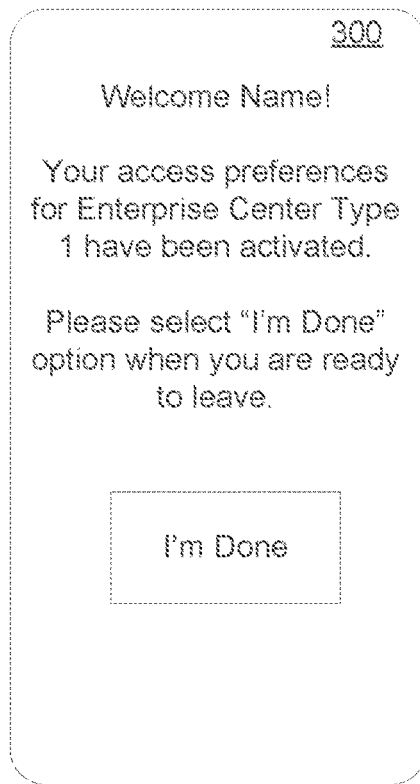 300
Welcome Name!
Your access preferences
for Enterprise Center Type
1 have been activated.
Please select “I’m Done”
option when you are ready
to leave.
I’m Done